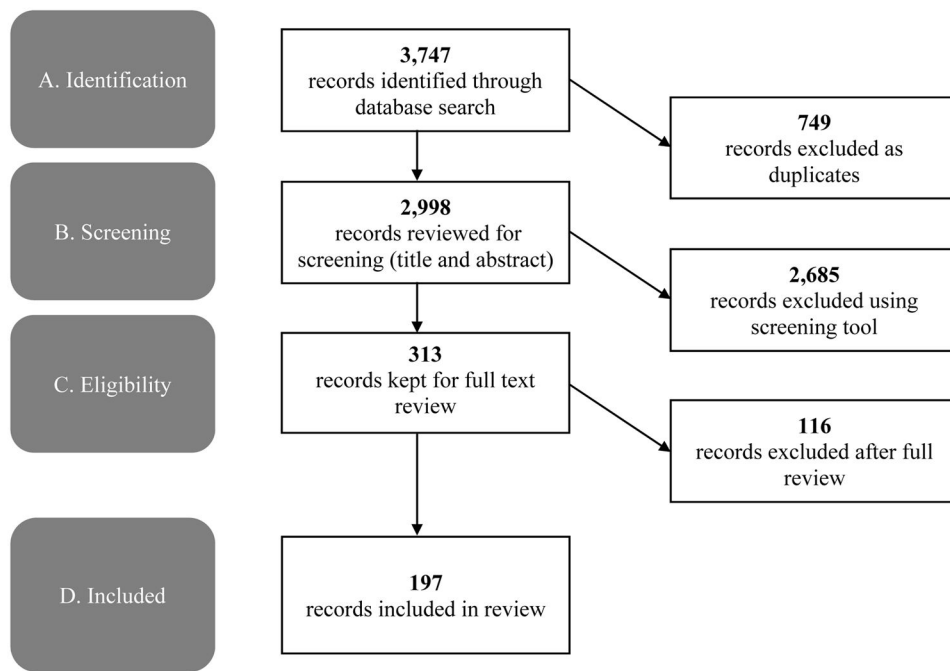 A. Identification
3,747
records identified through
database search
749
records excluded as
duplicates
B. Screening
2,998
records reviewed for
screening (title and abstract)
2,685
records excluded using
screening tool
C. Eligibility
313
records kept for full text
review
116
records excluded after full
review
D. Included
197
records included in review